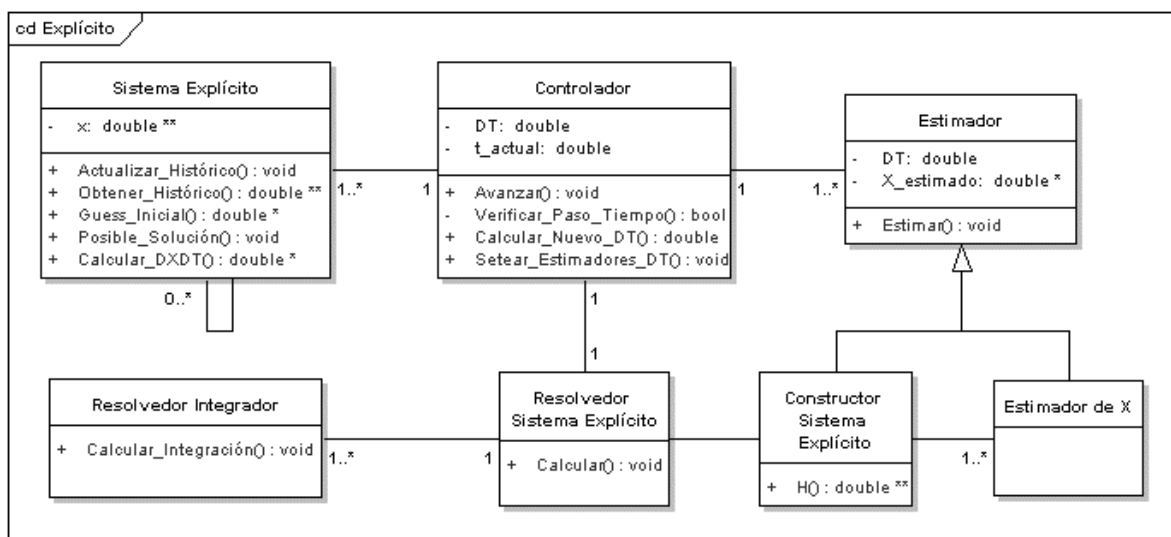 cd Explícito
Sistema Explícito
- x: double **
+ Actualizar_Histórico() : void
+ Obtener_Histórico() : double **
+ Guess_Inicial() : double *
+ Posible_Solución() : void
+ Calcular_DXDT() : double *
0..*
1..*
1
Controlador
- DT: double
- t_actual: double
+ Avanzar() : void
- Verificar_Paso_Tiempo() : bool
+ Calcular_Nuevo_DT() : double
+ Setear_Estimadores_DT() : void
1
1..*
Estimador
- DT: double
- X_estimado: double *
+ Estimar() : void
1
1
Resolvedor Integrador
+ Calcular_Integración() : void
1..*
1
Resolvedor
Sistema Explícito
+ Calcular() : void
Constructor
Sistema
Explícito
+ H() : double **
1..*
Estimador de X